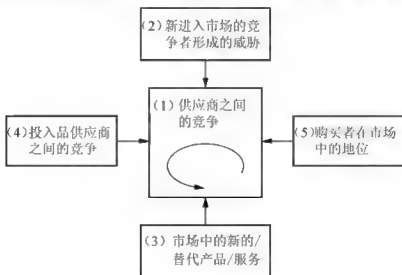 (2) 新进入市场的竞
争者形成的威胁
(1) 供应商之间
的竞争
(4) 投入品供应商
之间的竞争
(5) 购买者在市场
中的地位
(3) 市场中的新的/
替代产品/服务